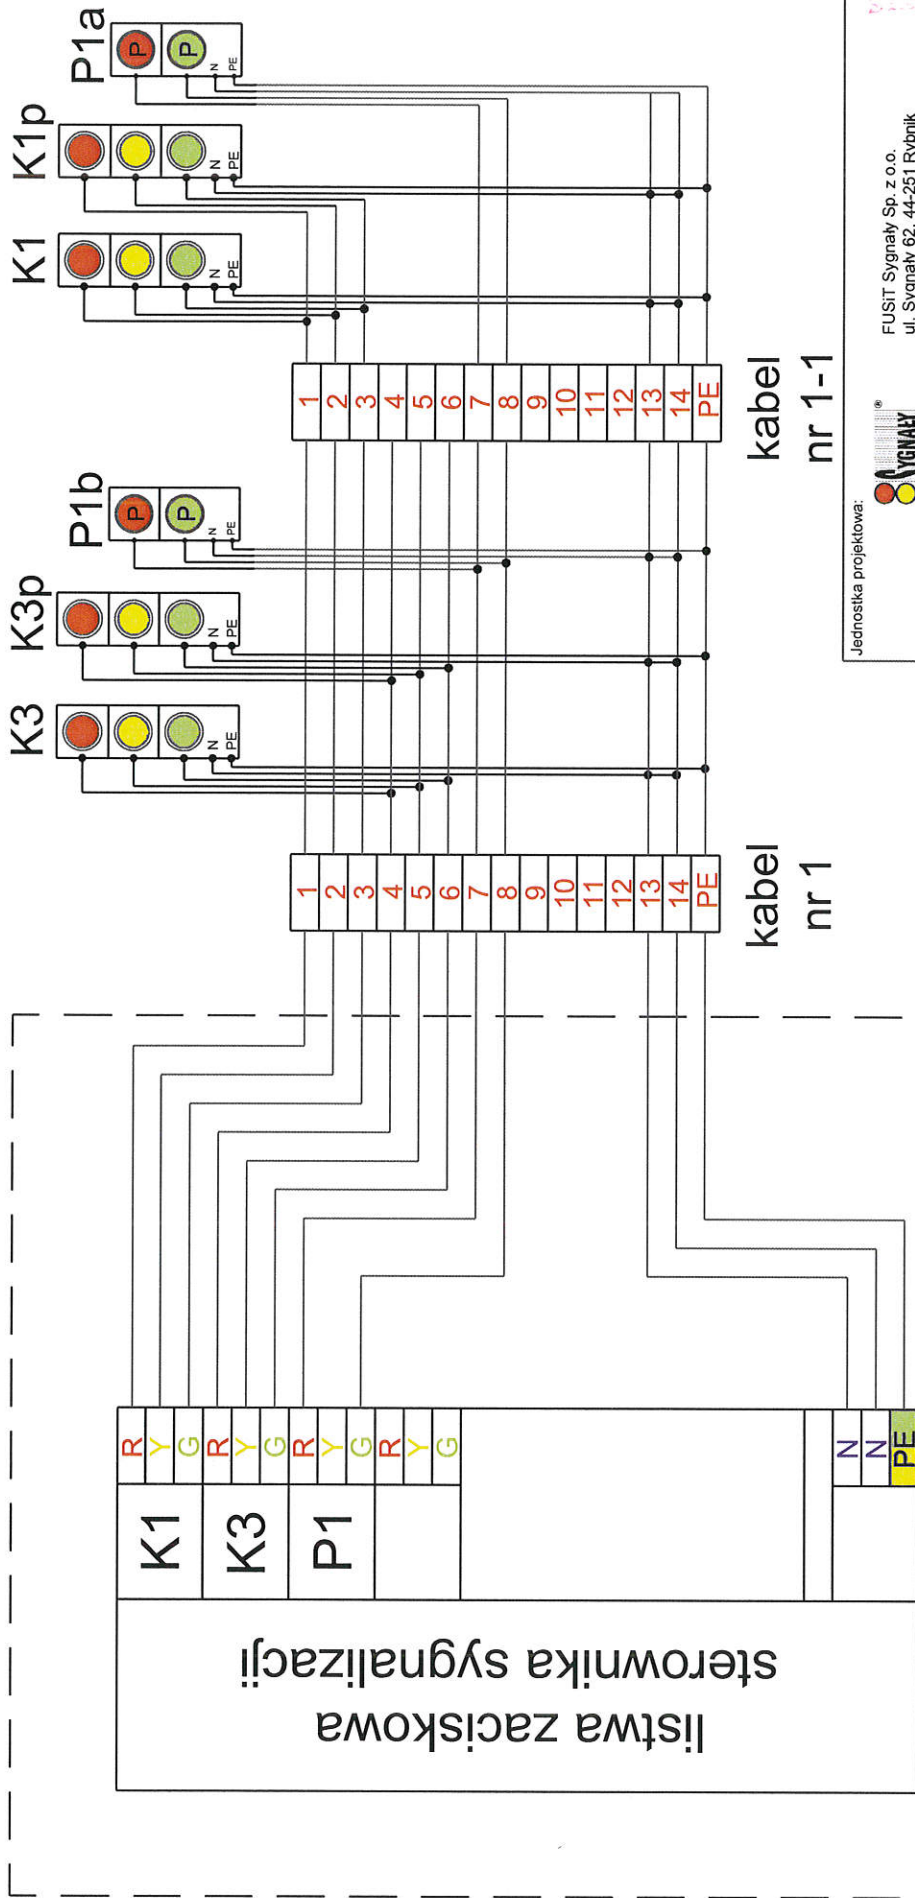 K3
K3p
P1b
K1
K1p
P1a
N
PE
N
PE
P
P
N
PE
N
PE
N
PE
P
P
N
PE
listwa zaciskowa
sterownika sygnalizacji
K1
R
Y
G
K3
R
Y
G
P1
R
Y
G
R
Y
G
N
N
PE
1
2
3
4
5
6
7
8
9
10
11
12
13
14
PE
kabel
nr 1
1
2
3
4
5
6
7
8
9
10
11
12
13
14
PE
kabel
nr 1-1
Jednostka projektowa:
SYGNAŁY ®
FUSiT Sygnały Sp. z o.o.
ul. Sygnały 62, 44-251 Rybnik